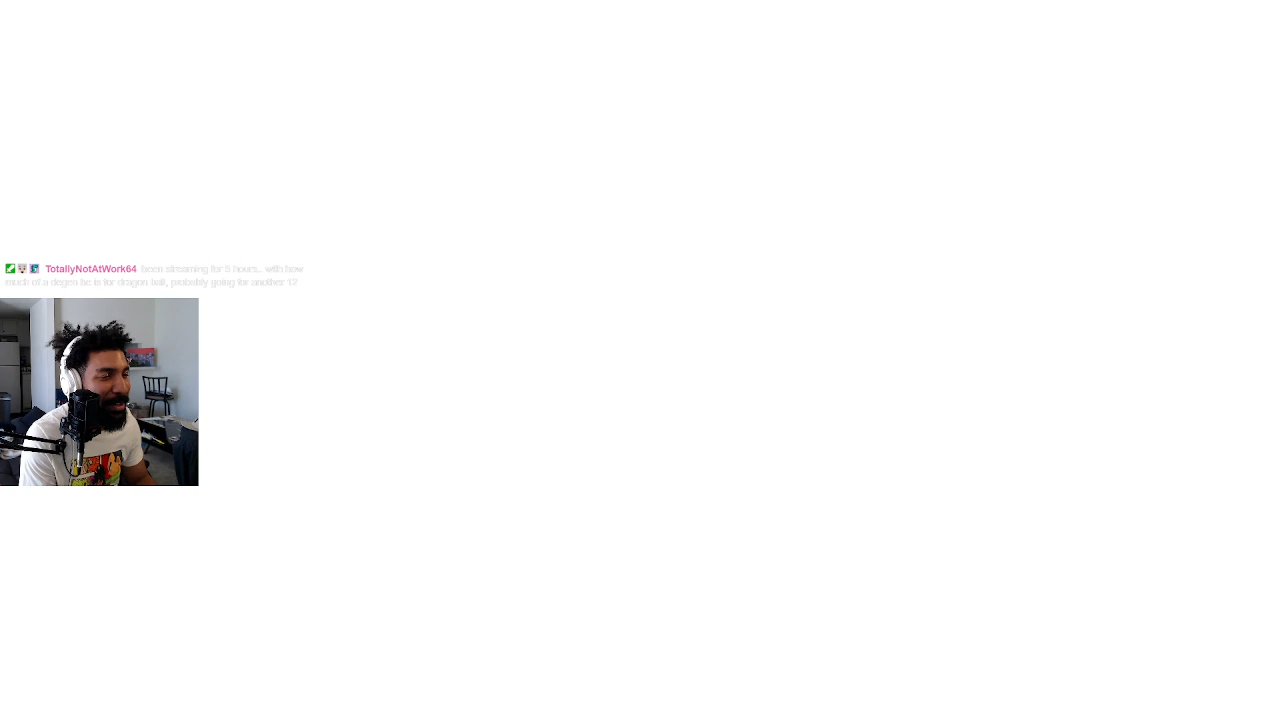 TotallyNotAtWork64 been streaming for 5 hours.. with how
much of a degen he is for dragon ball, probably going for another 12